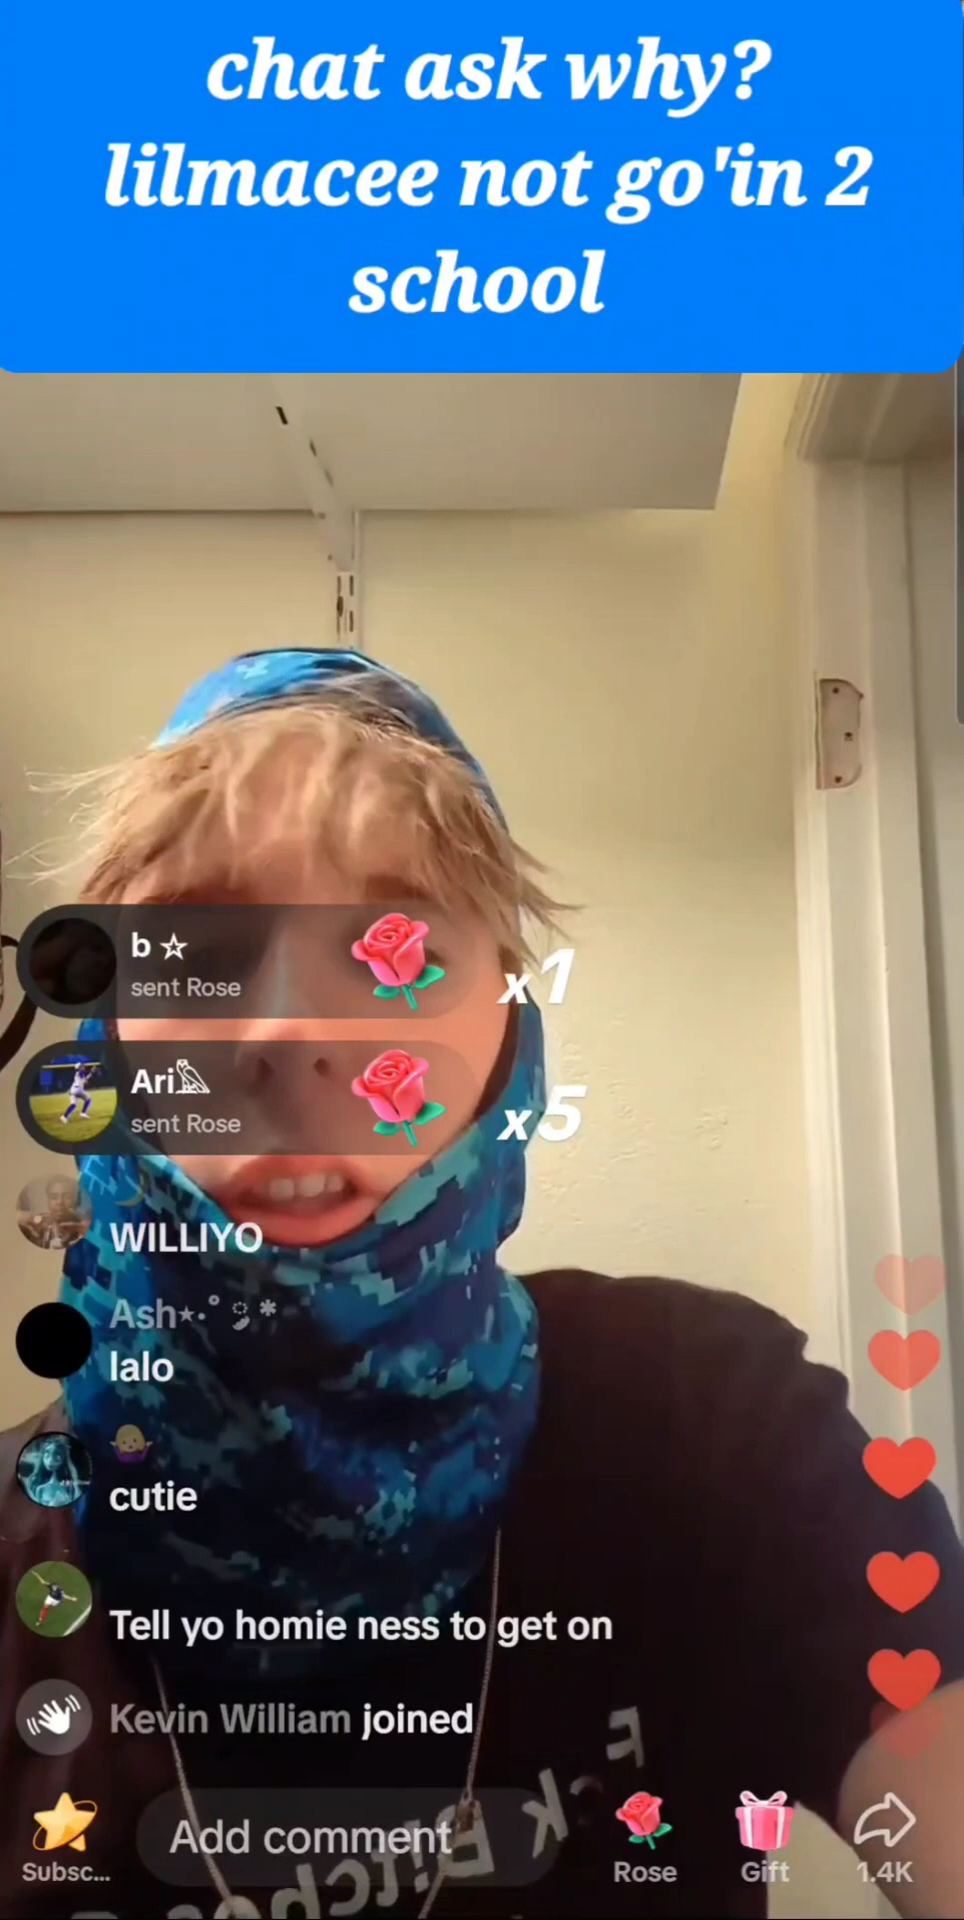 chat ask why?
lilmacee not go'in 2
school
b ☆
sent Rose
x1
Ari𓅓
sent Rose
x5
WILLIYO
Ash
lalo
cutie
Tell yo homie ness to get on
Kevin William joined
Subsc...
Add comment
Rose
Gift
1.4K